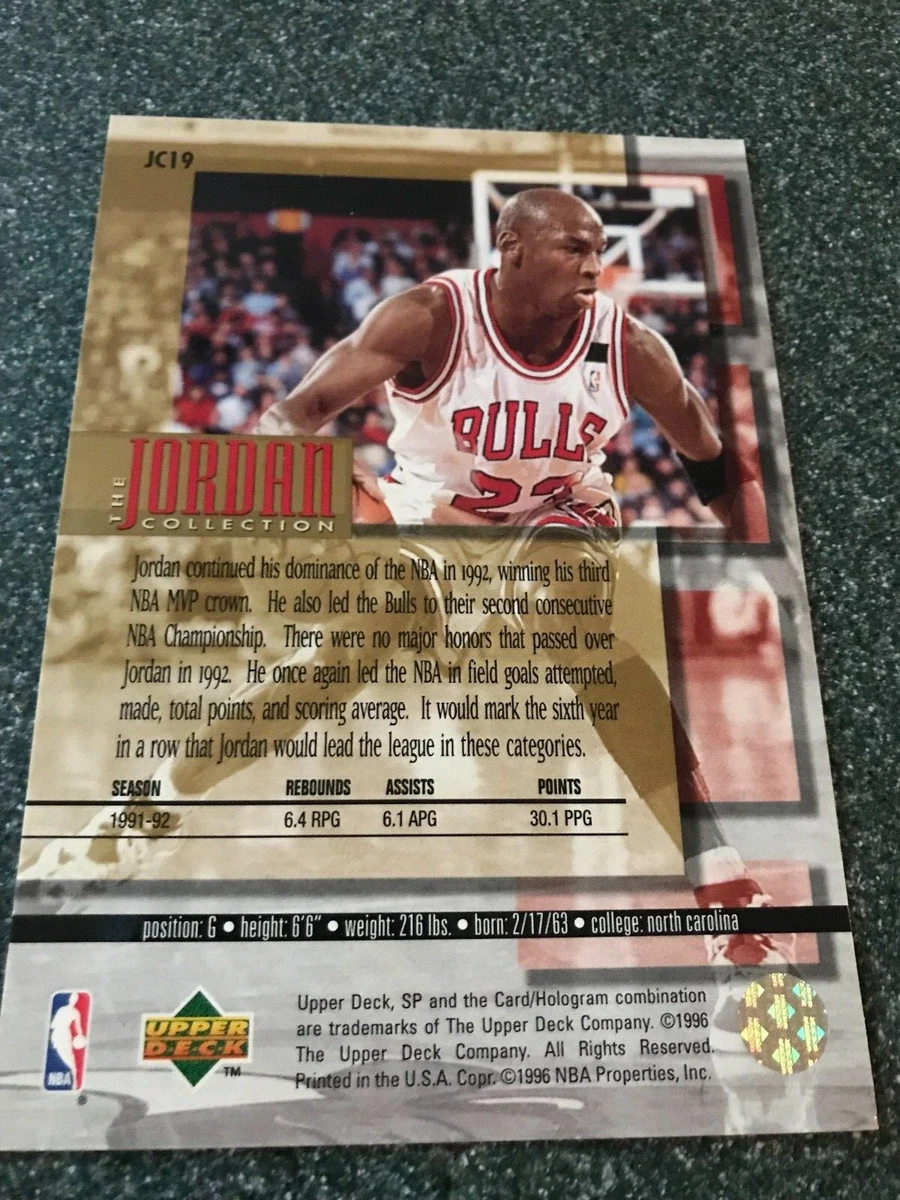 JC19
BULLS
23
THE JORDAN
COLLECTION
Jordan continued his dominance of the NBA in 1992, winning his third
NBA MVP crown. He also led the Bulls to their second consecutive
NBA Championship. There were no major honors that passed over
Jordan in 1992. He once again led the NBA in field goals attempted,
made, total points, and scoring average. It would mark the sixth year
in a row that Jordan would lead the league in these categories.
SEASON REBOUNDS ASSISTS POINTS
1991-92 6.4 RPG 6.1 APG 30.1 PPG
position: G • height: 6'6" • weight: 216 lbs. • born: 2/17/63 • college: north carolina
NBA ®
UPPER
DECK ™
Upper Deck, SP and the Card/Hologram combination
are trademarks of The Upper Deck Company. ©1996
The Upper Deck Company. All Rights Reserved.
Printed in the U.S.A. Copr. ©1996 NBA Properties, Inc.